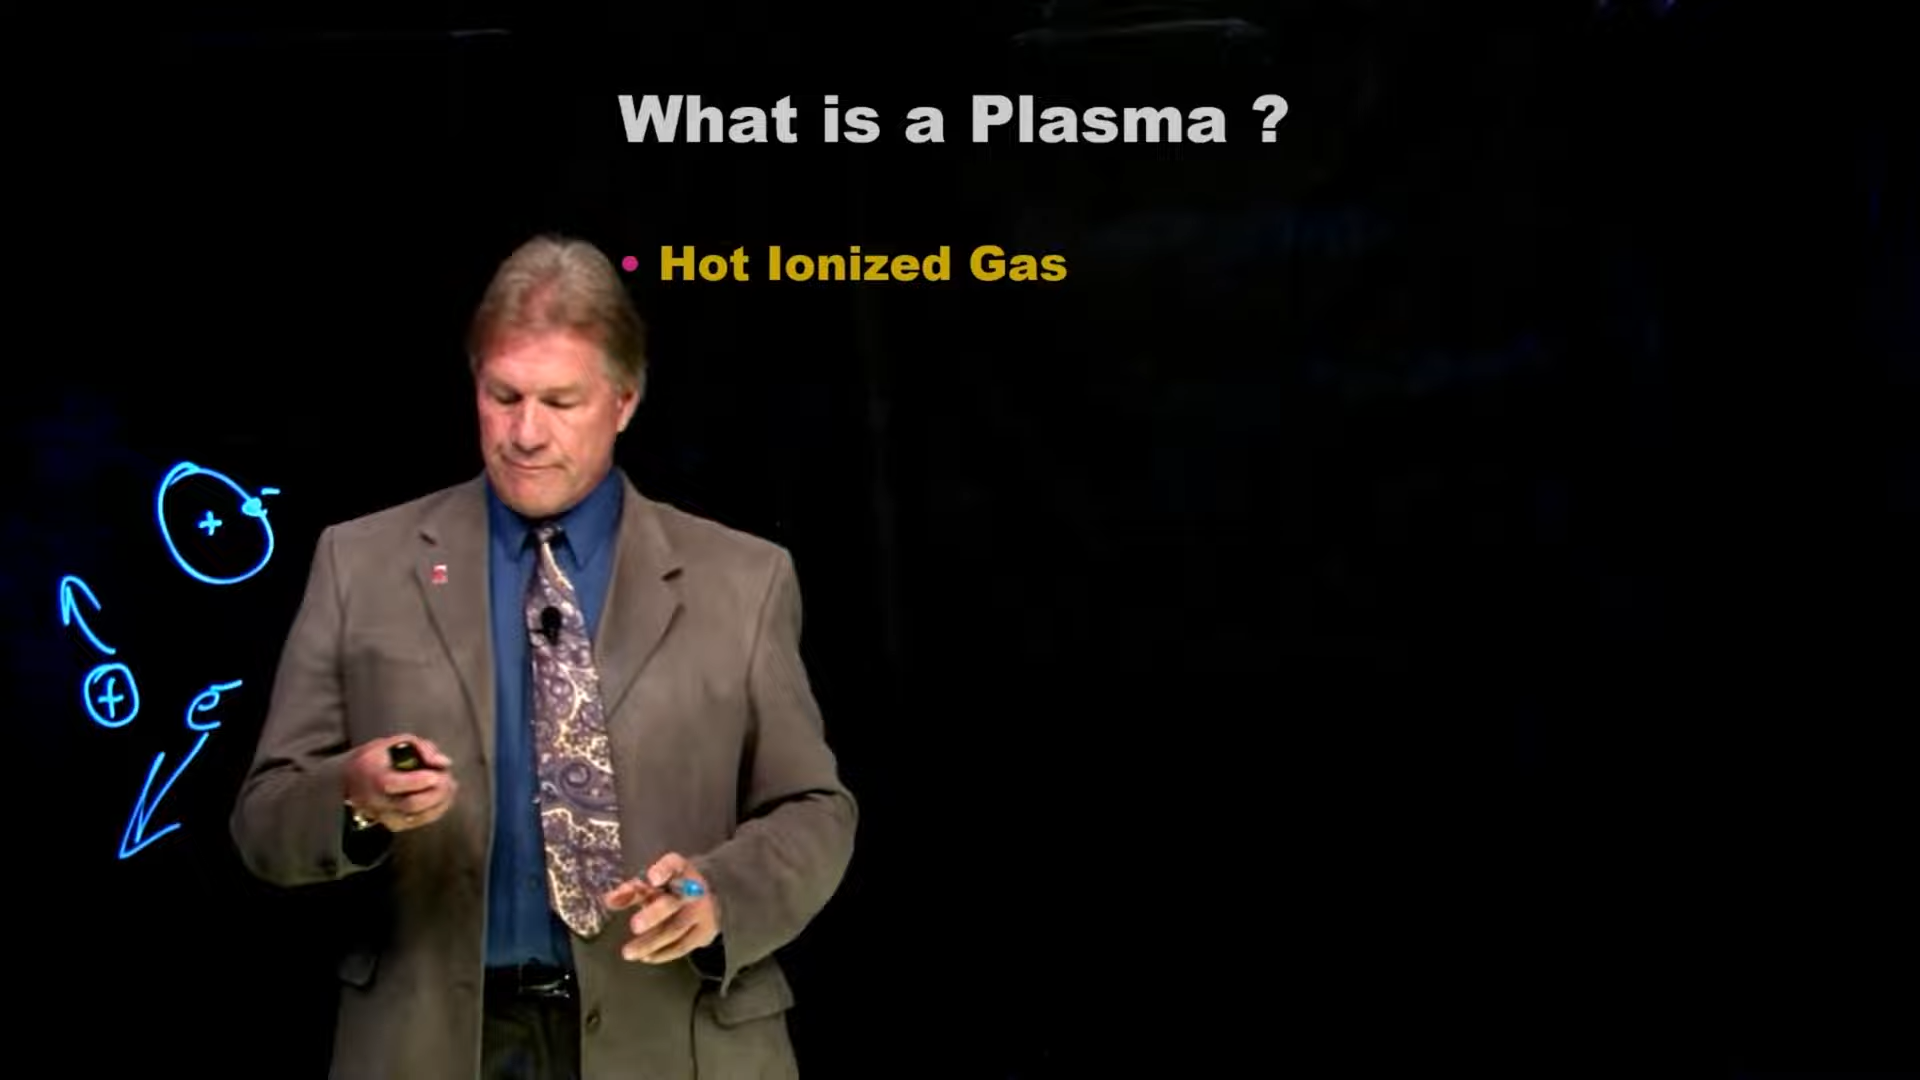 What is a Plasma ?
• Hot Ionized Gas
e-
+
+
e-